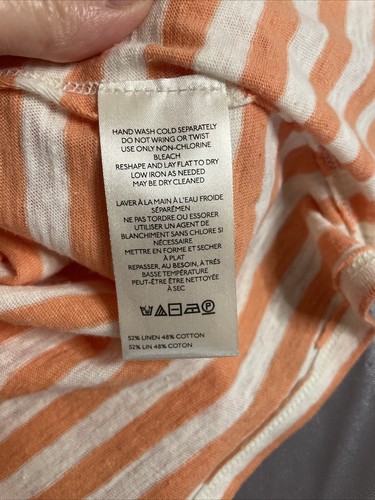 HAND WASH COLD SEPARATELY
DO NOT WRING OR TWIST
USE ONLY NON-CHLORINE
BLEACH
RESHAPE AND LAY FLAT TO DRY
LOW IRON AS NEEDED
MAY BE DRY CLEANED
LAVER À LA MAIN À L'EAU FROIDE
SÉPARÉMEN
NE PAS TORDRE OU ESSORER
UTILISER UN AGENT DE
BLANCHIMENT SANS CHLORE SI
NÉCESSAIRE
METTRE EN FORME ET SÉCHER
À PLAT
REPASSER, AU BESOIN, À TRÈS
BASSE TEMPÉRATURE
PEUT-ÊTRE ÊTRE NETTOYÉE
À SEC
P
52% LINEN 48% COTTON
52% LIN 48% COTON